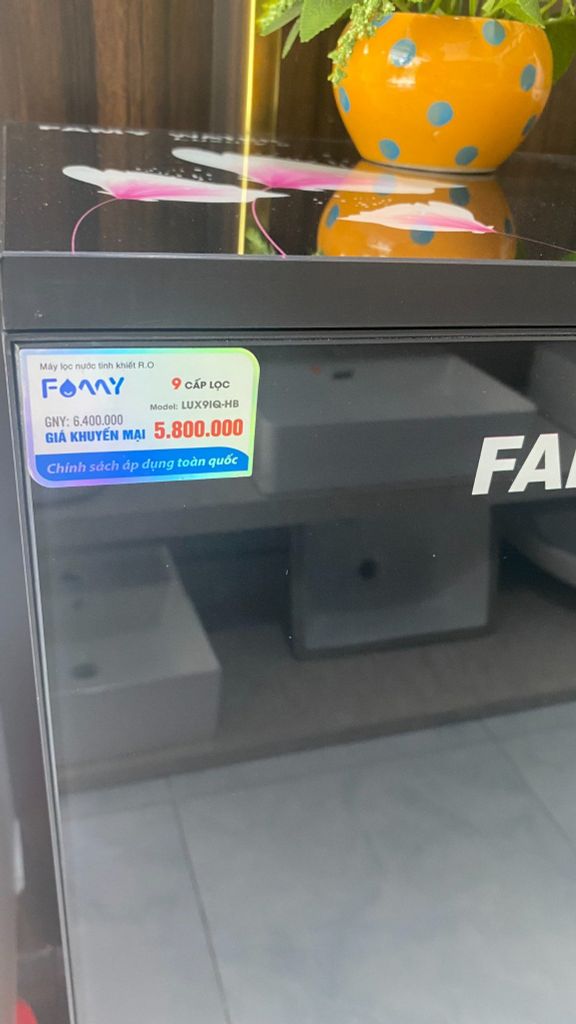 Máy lọc nước tinh khiết R.O
FAMY
9 CẤP LỌC
Model: LUX9IQ-HB
GNY: 6.400.000
GIÁ KHUYẾN MẠI 5.800.000
Chính sách áp dụng toàn quốc